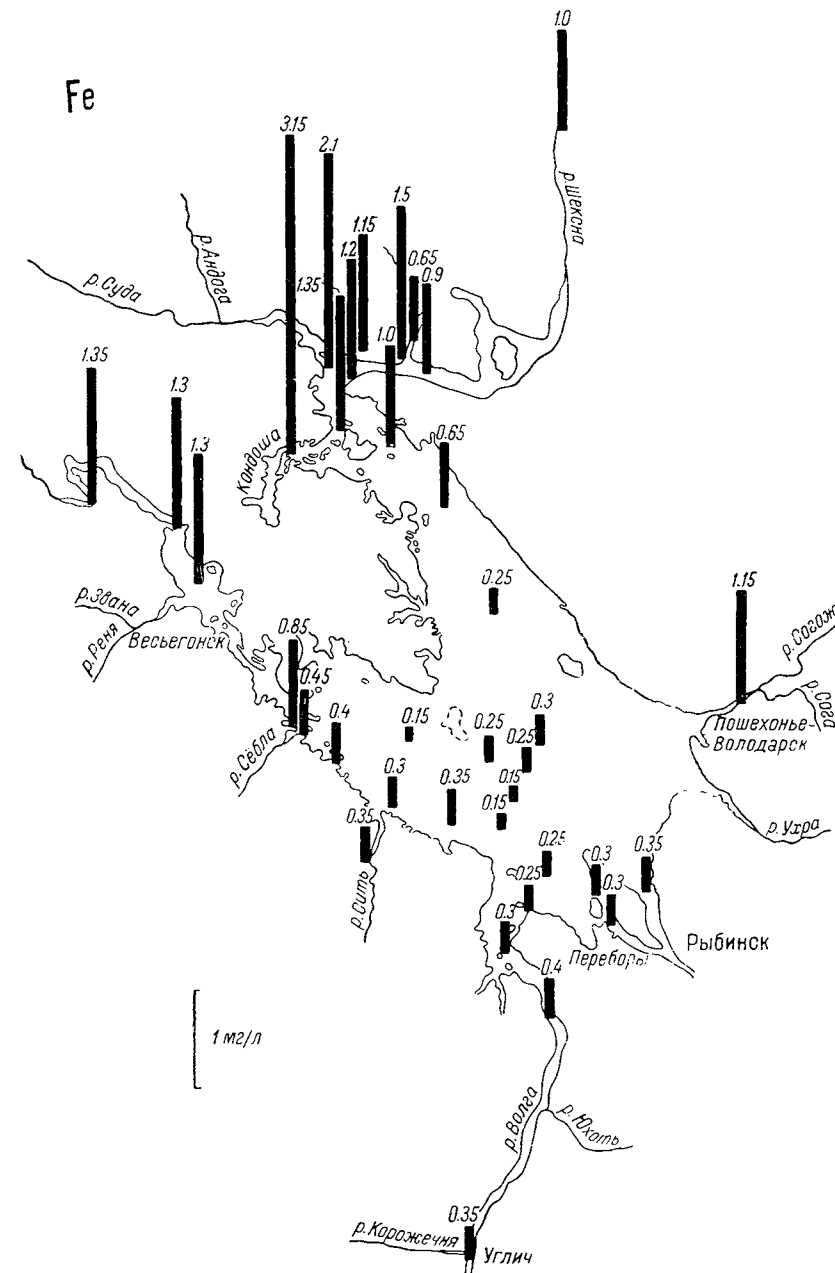 1.0
Fe
3.15
2.1
1.5
1.15
1.2
0.65
0.9
1.35
1.0
р. Шексна
р. Андога
р. Суда
1.35
1.3
1.3
Кондоша
0.65
0.25
1.15
р. Звана
р. Реня
Весьегонск
р. Согож
р. Сога
Пошехонье-
Володарск
0.85
0.45
0.4
0.15
0.25
0.3
0.25
р. Сёбла
0.3
0.35
0.15
0.15
р. Ухра
0.35
р. Сить
0.25
0.25
0.3
0.3
0.35
0.3
Рыбинск
Переборы
0.4
1 мг/л
р. Волга
р. Юхоть
0.35
р. Корожечня
Углич